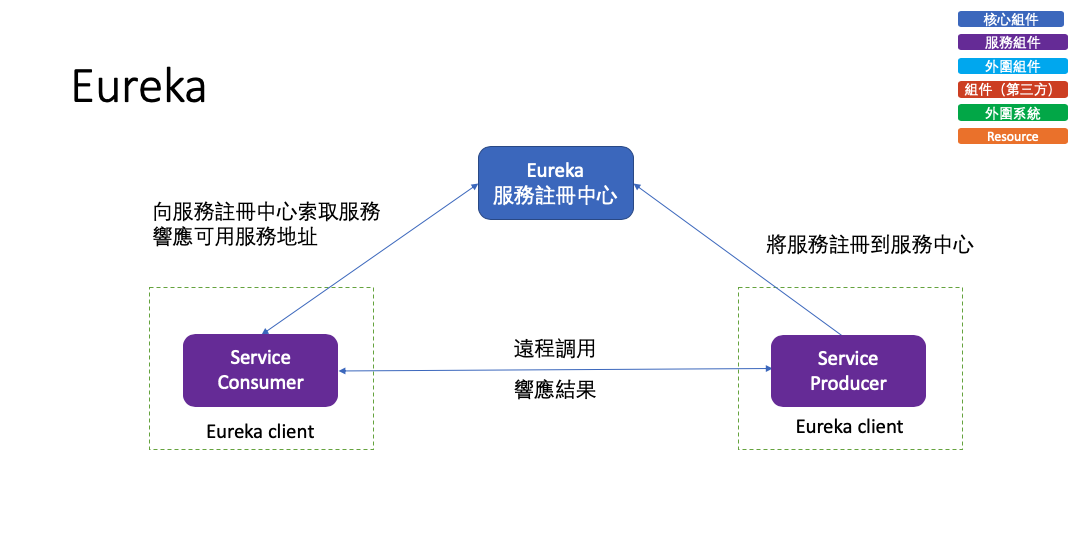 核心組件
服務組件
外圍組件
組件（第三方）
外圍系統
Resource
Eureka
Eureka
服務註冊中心
向服務註冊中心索取服務
響應可用服務地址
將服務註冊到服務中心
Service
Consumer
Eureka client
遠程調用
響應結果
Service
Producer
Eureka client